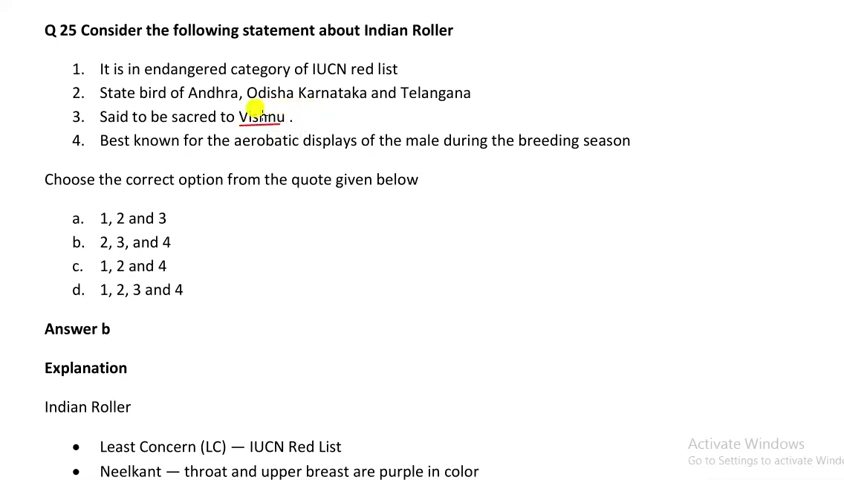 Q 25 Consider the following statement about Indian Roller
1. It is in endangered category of IUCN red list
2. State bird of Andhra, Odisha Karnataka and Telangana
3. Said to be sacred to Vishnu .
4. Best known for the aerobatic displays of the male during the breeding season
Choose the correct option from the quote given below
a. 1, 2 and 3
b. 2, 3, and 4
c. 1, 2 and 4
d. 1, 2, 3 and 4
Answer b
Explanation
Indian Roller
• Least Concern (LC) — IUCN Red List
• Neelkant — throat and upper breast are purple in color
Activate Windows
Go to Settings to activate Wind